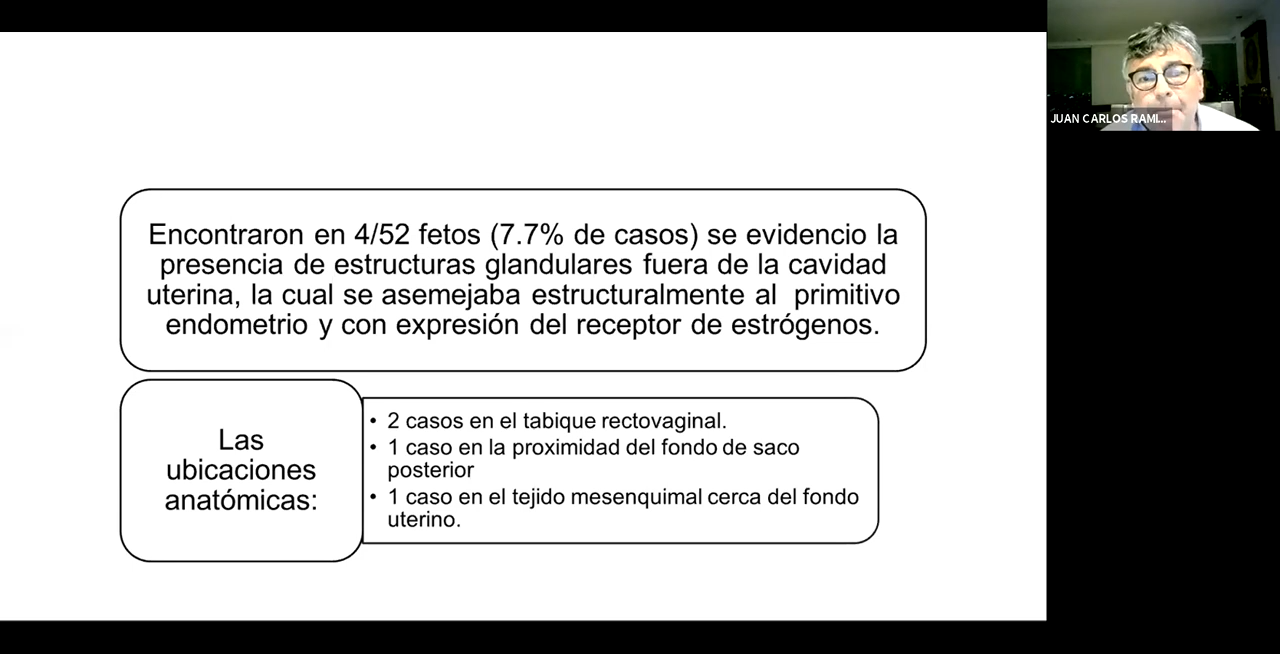 JUAN CARLOS RAMI...
Encontraron en 4/52 fetos (7.7% de casos) se evidencio la
presencia de estructuras glandulares fuera de la cavidad
uterina, la cual se asemejaba estructuralmente al primitivo
endometrio y con expresión del receptor de estrógenos.
Las
ubicaciones
anatómicas:
• 2 casos en el tabique rectovaginal.
• 1 caso en la proximidad del fondo de saco
posterior
• 1 caso en el tejido mesenquimal cerca del fondo
uterino.